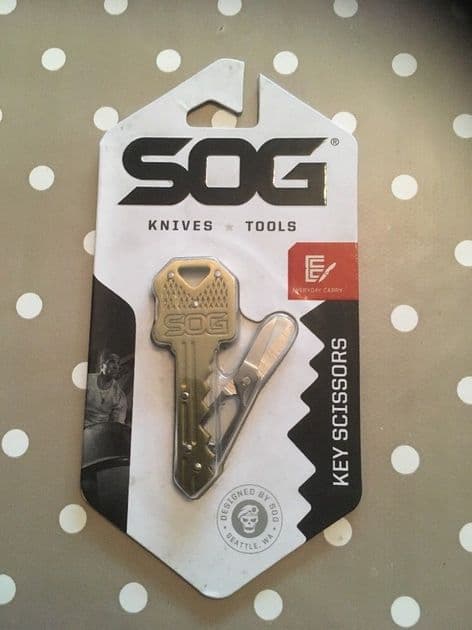 SOG®
KNIVES ★ TOOLS
EVERYDAY CARRY
SOG
KEY SCISSORS
DESIGNED BY SOG
SEATTLE, WA